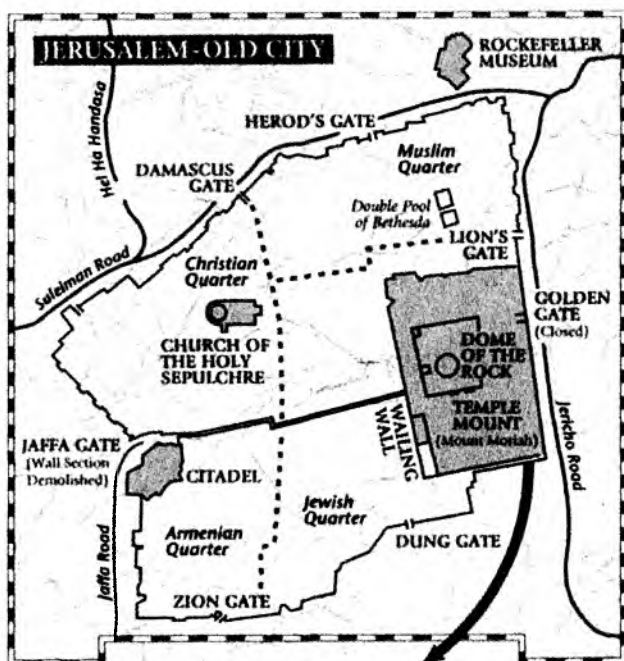 JERUSALEM-OLD CITY
ROCKEFELLER
MUSEUM
Hel Ha Handasa
HEROD'S GATE
DAMASCUS
GATE
Muslim
Quarter
Double Pool
of Bethesda
LION'S
GATE
Suleiman Road
Christian
Quarter
GOLDEN
GATE
(Closed)
CHURCH OF
THE HOLY
SEPULCHRE
DOME
OF THE
ROCK
TEMPLE
MOUNT
(Mount Moriah)
WAILING
WALL
Jericho Road
JAFFA GATE
(Wall Section
Demolished)
CITADEL
Jaffa Road
Armenian
Quarter
Jewish
Quarter
DUNG GATE
ZION GATE